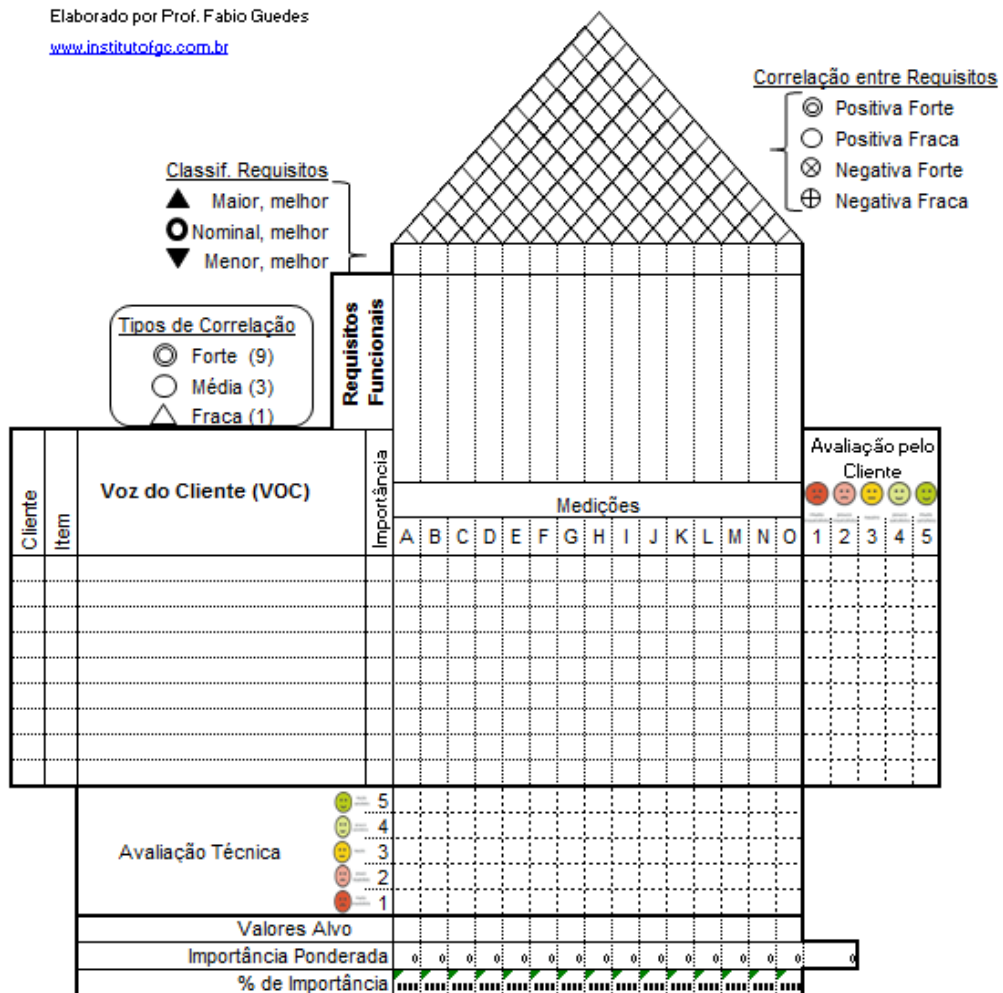 Elaborado por Prof. Fabio Guedes
www.institutofgc.com.br
Correlação entre Requisitos
Positiva Forte
Positiva Fraca
Negativa Forte
Negativa Fraca
Classif. Requisitos
Maior, melhor
Nominal, melhor
Menor, melhor
Tipos de Correlação
Forte (9)
Média (3)
Fraca (1)
Requisitos
Funcionais
Cliente
Item
Voz do Cliente (VOC)
Importância
Medições
A B C D E F G H I J K L M N O
Avaliação pelo
Cliente
1 2 3 4 5
Avaliação Técnica
5
4
3
2
1
Valores Alvo
Importância Ponderada 0 0 0 0 0 0 0 0 0 0 0 0 0 0 0 0
% de Importância